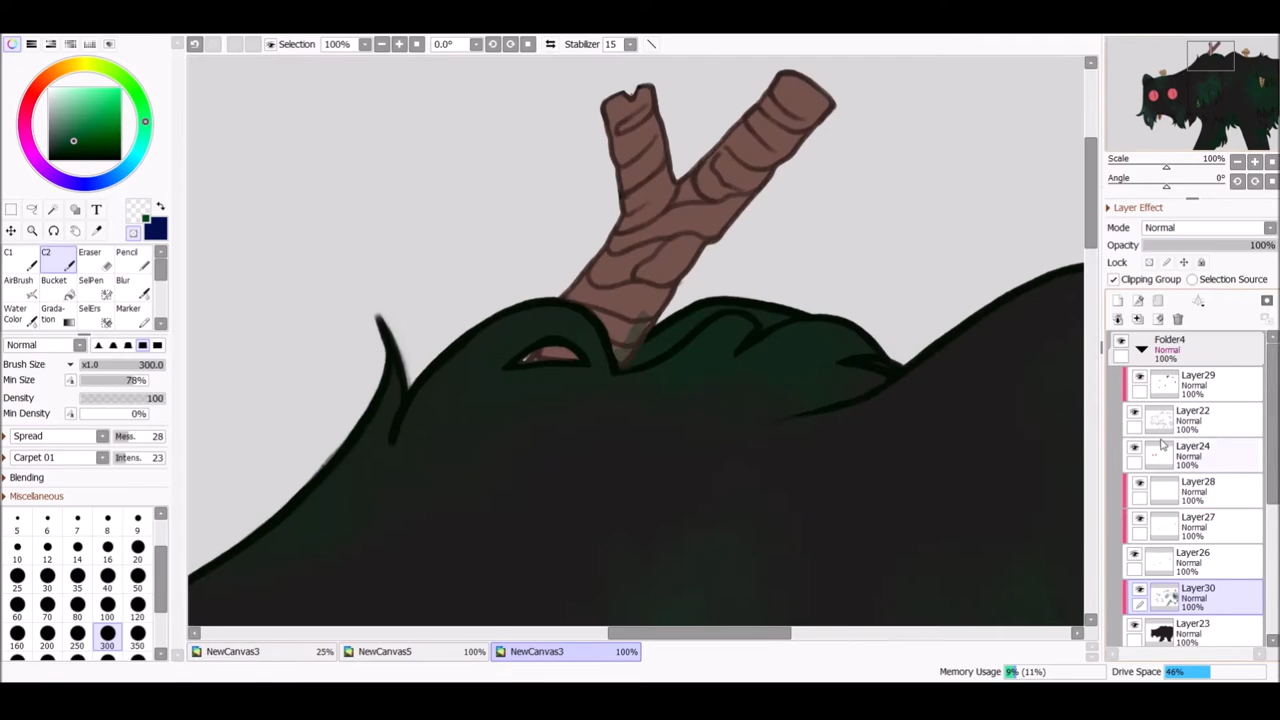 Selection 100% 0.0° Stabilizer 15
Scale 100%
Angle 0°
Layer Effect
Mode Normal
Opacity 100%
Lock
Clipping Group Selection Source
T
C1 C2 Eraser Pencil
AirBrush Bucket SelPen Blur
Water Color Grada-tion SelErs Marker
Normal
Brush Size x1.0 300.0
Min Size 78%
Density 100
Min Density 0%
Spread Mess. 28
Carpet 01 Intens. 23
Blending
Miscellaneous
5 6 7 8 9
10 12 14 16 20
25 30 35 40 50
60 70 80 100 120
160 200 250 300 350
Folder4
Normal
100%
Layer29
Normal
100%
Layer22
Normal
100%
Layer24
Normal
100%
Layer28
Normal
100%
Layer27
Normal
100%
Layer26
Normal
100%
Layer30
Normal
100%
Layer23
Normal
100%
NewCanvas3 25% NewCanvas5 100% NewCanvas3 100%
Memory Usage 9% (11%) Drive Space 46%